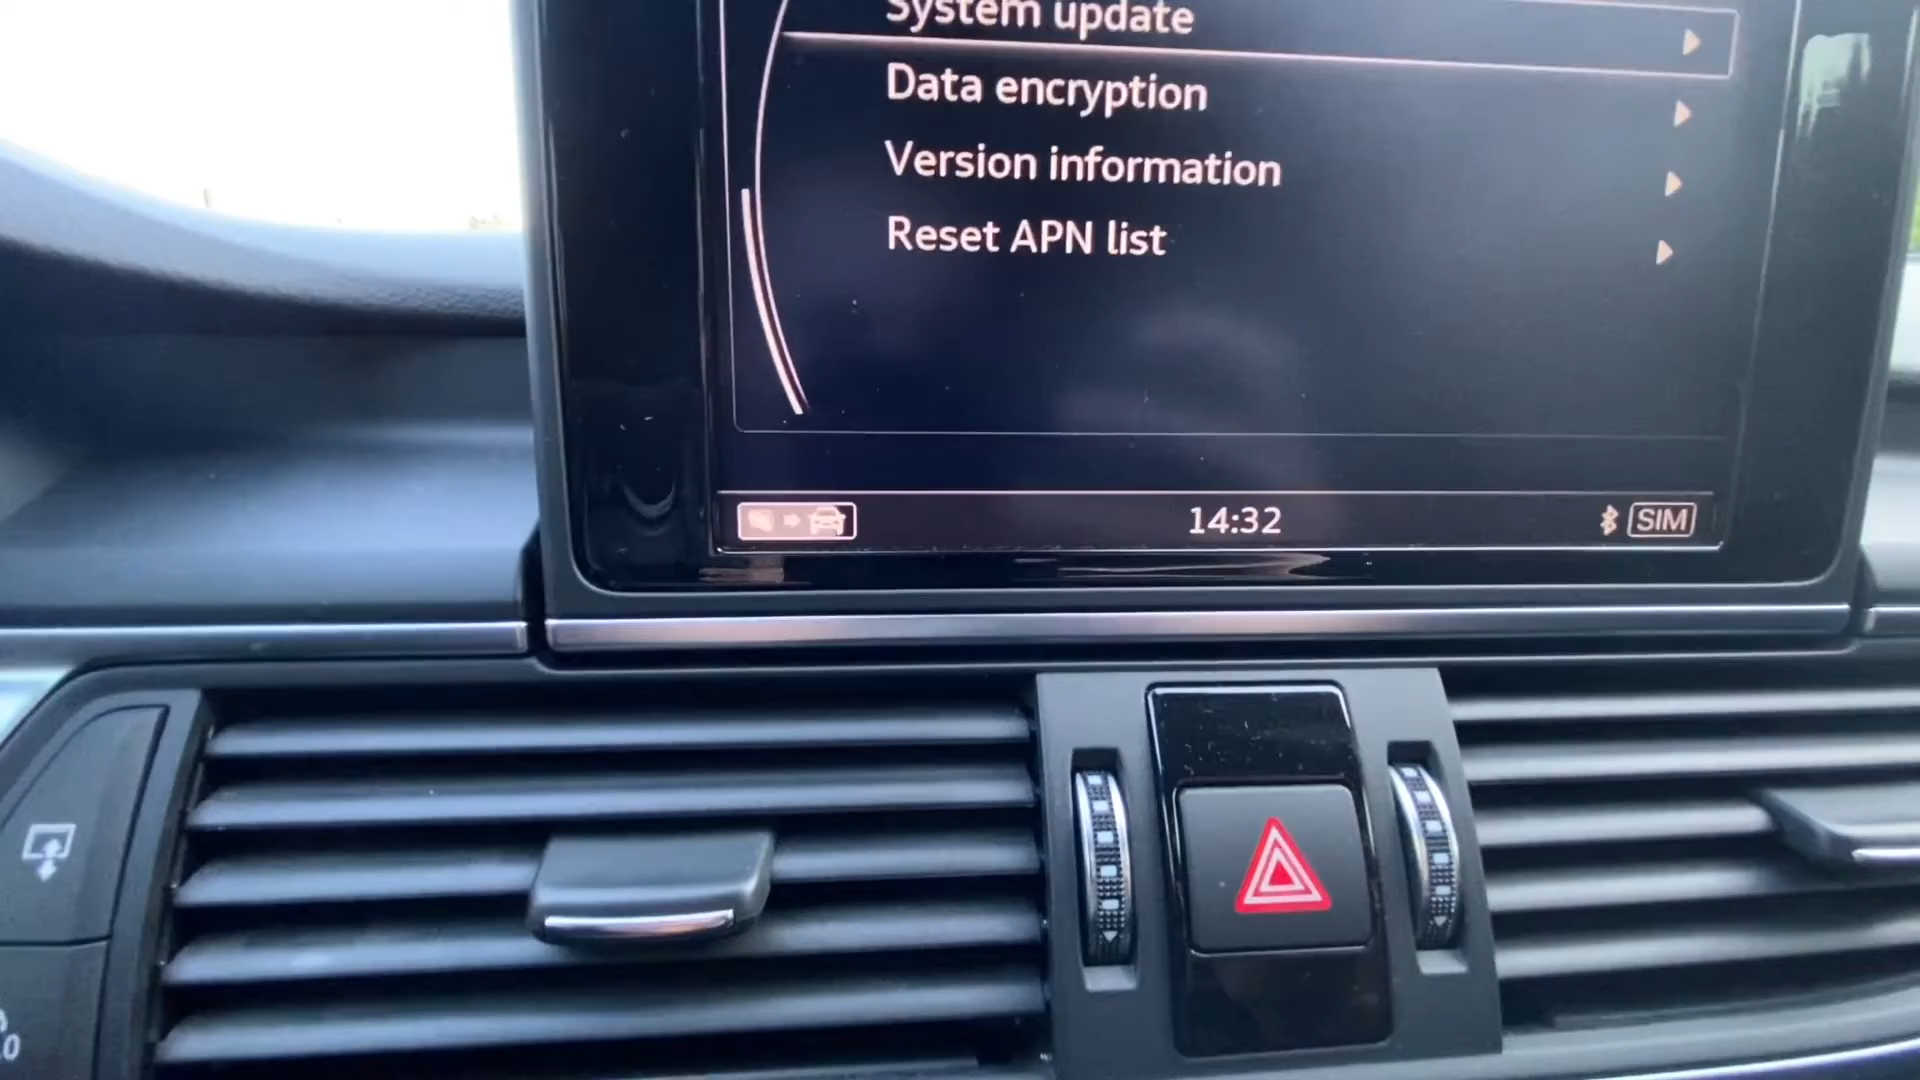 System update
Data encryption
Version information
Reset APN list
14:32
SIM